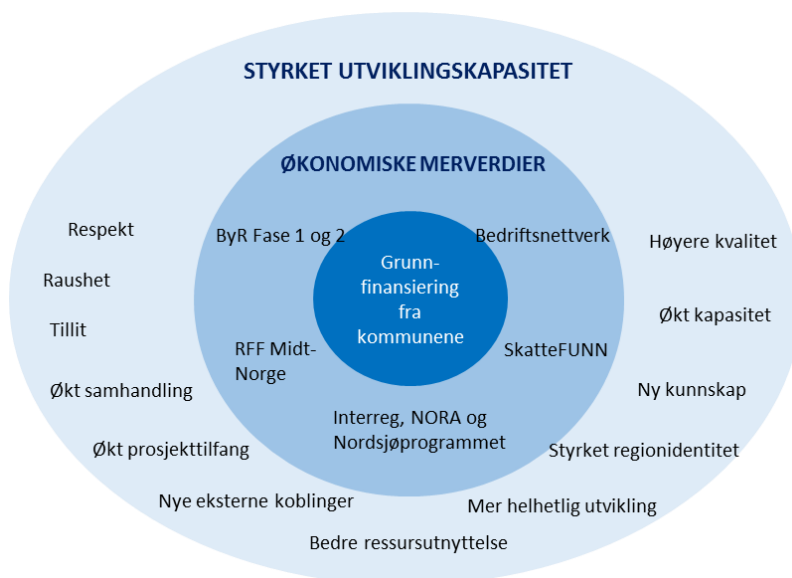 STYRKET UTVIKLINGSKAPASITET
ØKONOMISKE MERVERDIER
Respekt
ByR Fase 1 og 2
Bedriftsnettverk
Høyere kvalitet
Grunn-
finansiering
fra
kommunene
Raushet
Tillit
Økt kapasitet
RFF Midt-
Norge
SkatteFUNN
Økt samhandling
Ny kunnskap
Interreg, NORA og
Nordsjøprogrammet
Økt prosjekttilfang
Styrket regionidentitet
Nye eksterne koblinger
Mer helhetlig utvikling
Bedre ressursutnyttelse